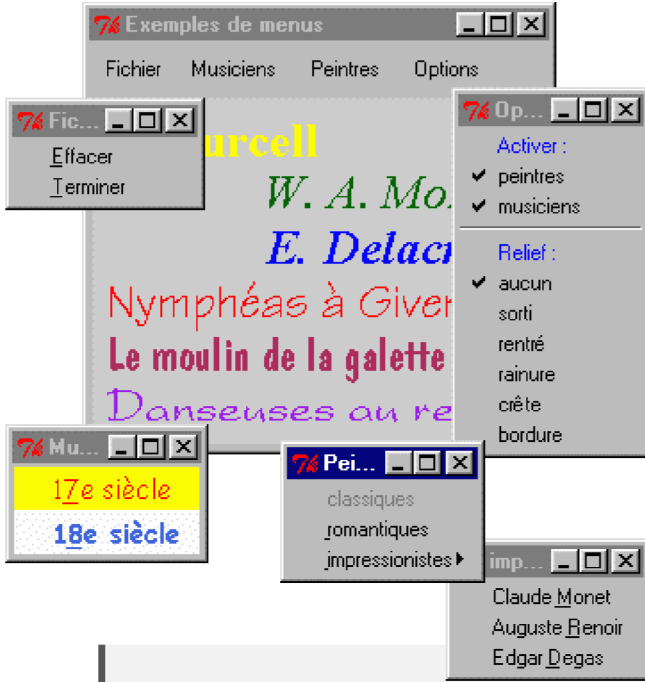 Exemples de menus
Fichier Musiciens Peintres Options
Fic...
Effacer
Terminer
Op...
Activer :
peintres
musiciens
Relief :
aucun
sorti
rentré
rainure
crête
bordure
urcell
W. A. Mo
E. Delacr
Nymphéas à Giver
Le moulin de la galette
Danseuses au re
Mu...
17e siècle
18e siècle
Pei...
classiques
romantiques
impressionistes
imp...
Claude Monet
Auguste Renoir
Edgar Degas